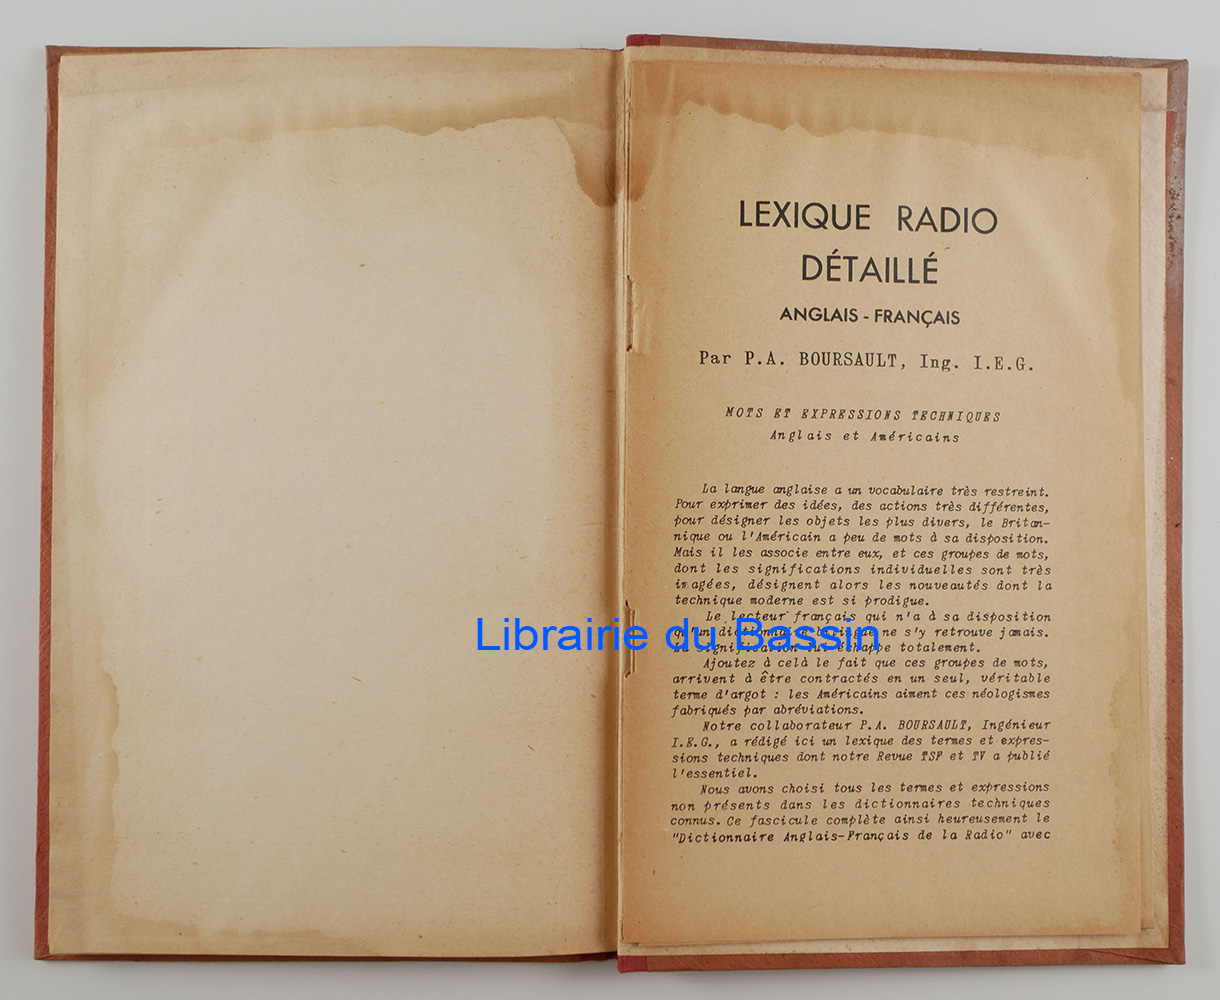 LEXIQUE RADIO
DÉTAILLÉ
ANGLAIS - FRANÇAIS
Par P.A. BOURSAULT, Ing. I.E.G.
MOTS ET EXPRESSIONS TECHNIQUES
Anglais et Américains
La langue anglaise a un vocabulaire très restreint.
Pour exprimer des idées, des actions très différentes,
pour désigner les objets les plus divers, le Britan-
nique ou l'Américain a peu de mots à sa disposition.
Mais il les associe entre eux, et ces groupes de mots,
dont les significations individuelles sont très
imagées, désignent alors les nouveautés dont la
technique moderne est si prodigue.
Le lecteur français qui n'a à sa disposition
qu'un dictionnaire bilingue ne s'y retrouve jamais.
La signification lui échappe totalement.
Librairie du Bassin
Ajoutez à celà le fait que ces groupes de mots,
arrivent à être contractés en un seul, véritable
terme d'argot : les Américains aiment ces néologismes
fabriqués par abréviations.
Notre collaborateur P.A. BOURSAULT, Ingénieur
I.E.G., a rédigé ici un lexique des termes et expres-
sions techniques dont notre Revue TSF et TV a publié
l'essentiel.
Nous avons choisi tous les termes et expressions
non présents dans les dictionnaires techniques
connus. Ce fascicule complète ainsi heureusement le
"Dictionnaire Anglais-Français de la Radio" avec